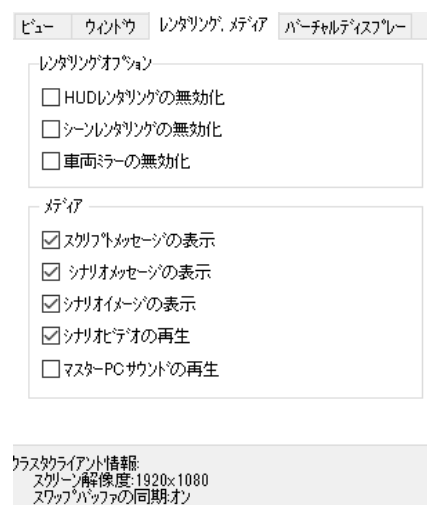 ビュー ウィンドウ レンダリング、メディア バーチャルディスプレー
レンダリングオプション
HUDレンダリングの無効化
シーンレンダリングの無効化
車両ミラーの無効化
メディア
スクリプトメッセージの表示
シナリオメッセージの表示
シナリオイメージの表示
シナリオビデオの再生
マスターPCサウンドの再生
クラスタクライアント情報:
スクリーン解像度:1920x1080
スワップバッファの同期:オン